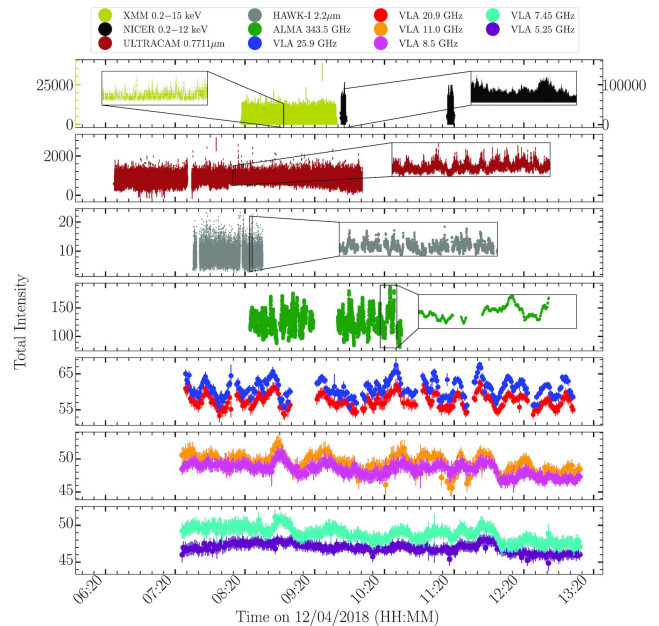 XMM 0.2−15 keV HAWK-I 2.2μm VLA 20.9 GHz VLA 7.45 GHz
NICER 0.2−12 keV ALMA 343.5 GHz VLA 11.0 GHz VLA 5.25 GHz
ULTRACAM 0.7711μm VLA 25.9 GHz VLA 8.5 GHz
25000 100000
0 0
2000
0
20
10
150
100
65
55
50
45
50
45
Total Intensity
06:20 07:20 08:20 09:20 10:20 11:20 12:20 13:20
Time on 12/04/2018 (HH:MM)